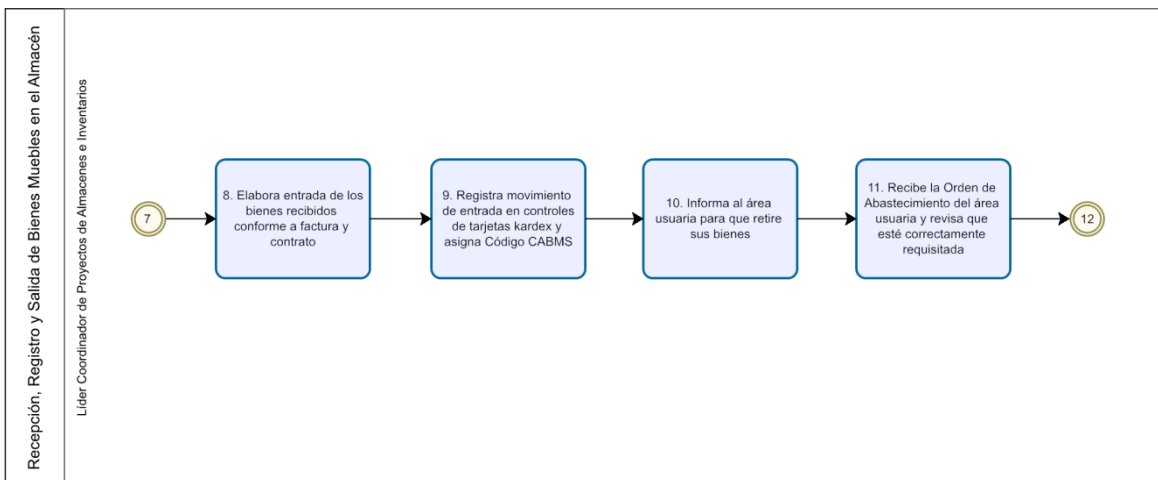 Recepción, Registro y Salida de Bienes Muebles en el Almacén
Líder Coordinador de Proyectos de Almacenes e Inventarios
7
8. Elabora entrada de los
bienes recibidos
conforme a factura y
contrato
9. Registra movimiento
de entrada en controles
de tarjetas kardex y
asigna Código CABMS
10. Informa al área
usuaria para que retire
sus bienes
11. Recibe la Orden de
Abastecimiento del área
usuaria y revisa que
esté correctamente
requisitada
12